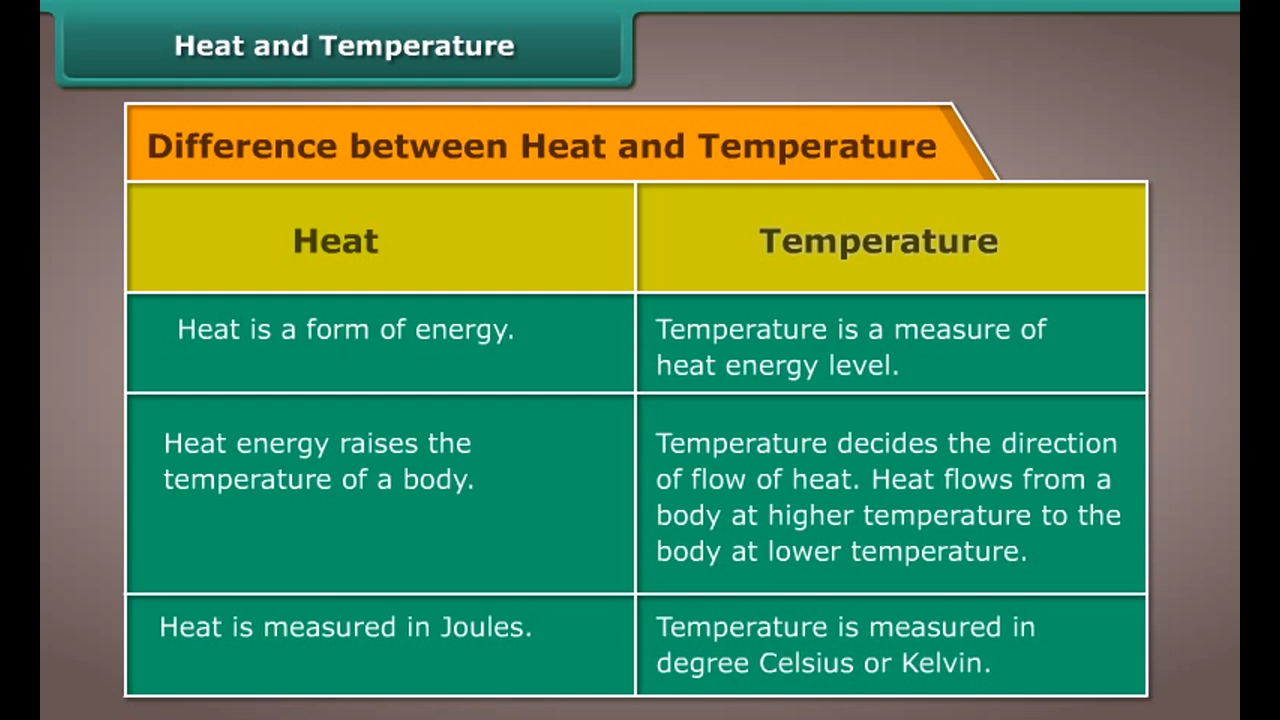 Heat and Temperature
Difference between Heat and Temperature
Heat
Temperature
Heat is a form of energy.
Temperature is a measure of
heat energy level.
Heat energy raises the
temperature of a body.
Temperature decides the direction
of flow of heat. Heat flows from a
body at higher temperature to the
body at lower temperature.
Heat is measured in Joules.
Temperature is measured in
degree Celsius or Kelvin.